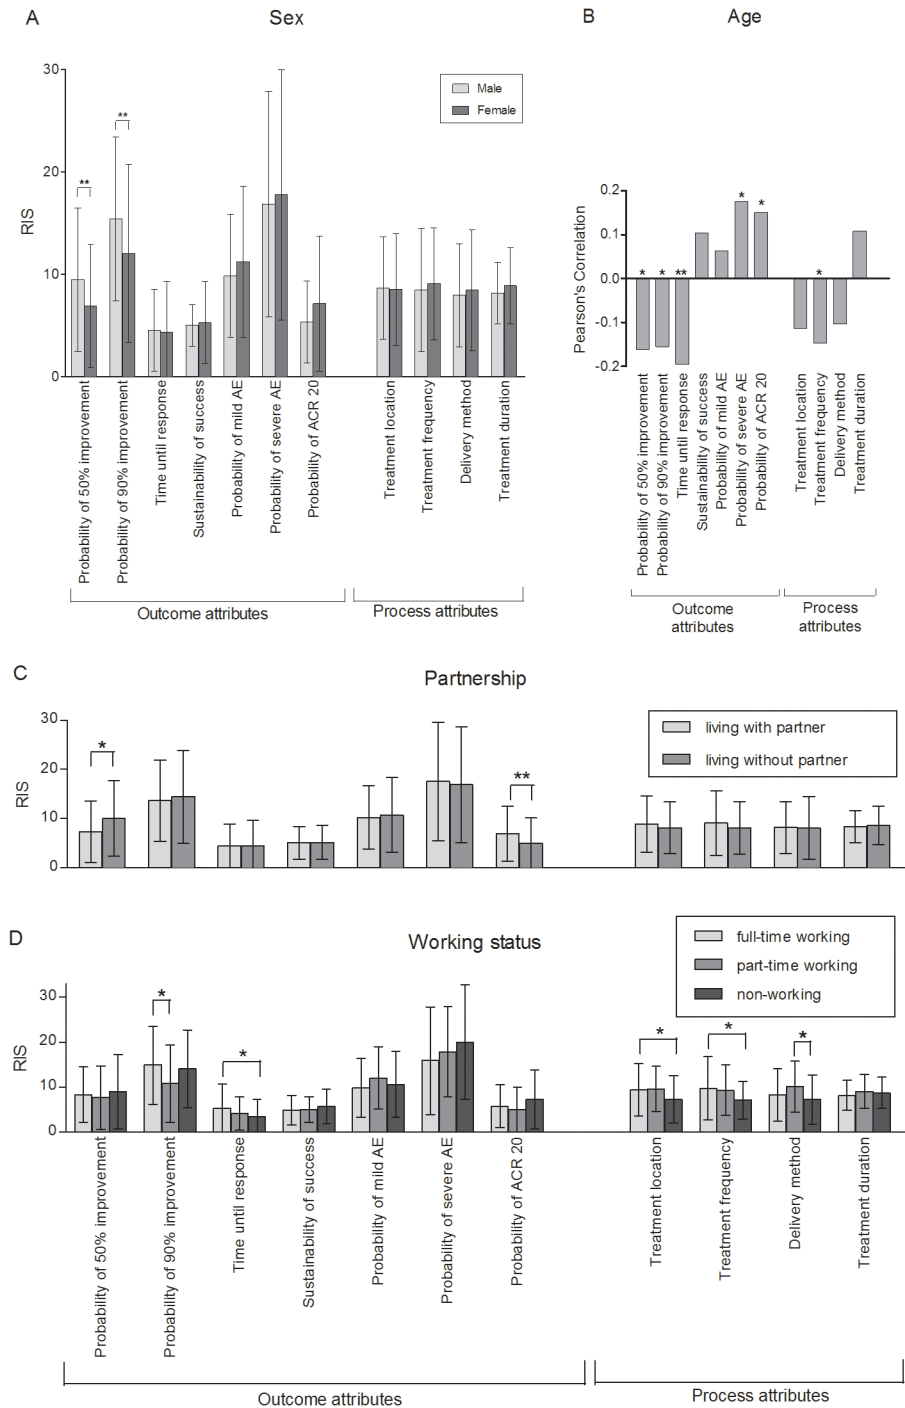 A
Sex
30
20
10
0
RIS
Male
Female
**
**
Probability of 50% improvement
Probability of 90% improvement
Time until response
Sustainability of success
Probability of mild AE
Probability of severe AE
Probability of ACR 20
Treatment location
Treatment frequency
Delivery method
Treatment duration
Outcome attributes
Process attributes
B
Age
0.2
0.1
0.0
-0.1
-0.2
Pearson's Correlation
*
*
**
*
*
*
Probability of 50% improvement
Probability of 90% improvement
Time until response
Sustainability of success
Probability of mild AE
Probability of severe AE
Probability of ACR 20
Treatment location
Treatment frequency
Delivery method
Treatment duration
Outcome
attributes
Process
attributes
C
Partnership
30
20
10
0
RIS
living with partner
living without partner
*
**
D
Working status
30
20
10
0
RIS
full-time working
part-time working
non-working
*
*
*
*
*
Probability of 50% improvement
Probability of 90% improvement
Time until response
Sustainability of success
Probability of mild AE
Probability of severe AE
Probability of ACR 20
Treatment location
Treatment frequency
Delivery method
Treatment duration
Outcome attributes
Process attributes